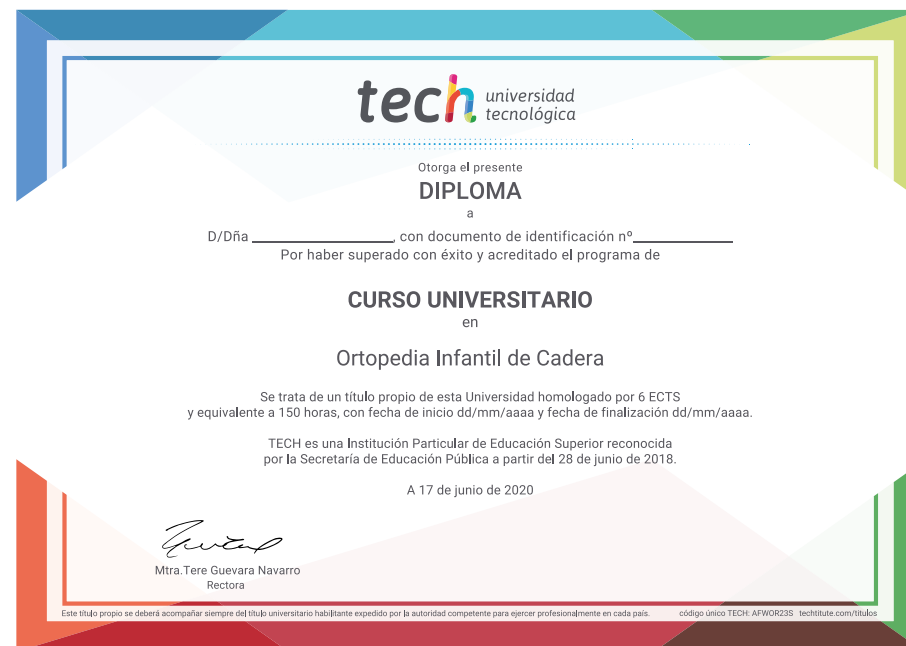 tech universidad
tecnológica
Otorga el presente
DIPLOMA
a
D/Dña ____________, con documento de identificación nº____________
Por haber superado con éxito y acreditado el programa de
CURSO UNIVERSITARIO
en
Ortopedia Infantil de Cadera
Se trata de un título propio de esta Universidad homologado por 6 ECTS
y equivalente a 150 horas, con fecha de inicio dd/mm/aaaa y fecha de finalización dd/mm/aaaa.
TECH es una Institución Particular de Educación Superior reconocida
por la Secretaría de Educación Pública a partir del 28 de junio de 2018.
A 17 de junio de 2020
Mtra.Tere Guevara Navarro
Rectora
Este título propio se deberá acompañar siempre del título universitario habilitante expedido por la autoridad competente para ejercer profesionalmente en cada país. código único TECH: AFWOR23S techtitute.com/titulos